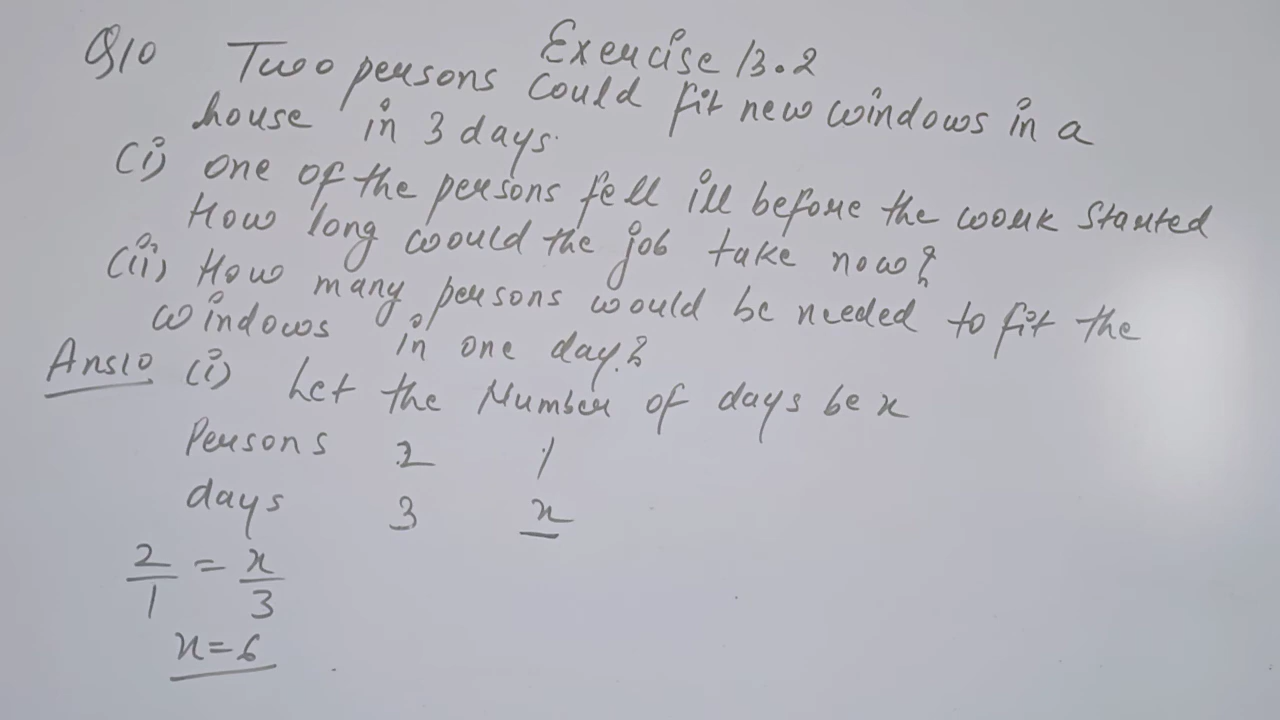 Exercise 13.2
Q10 Two persons could fit new windows in a
house in 3 days.
(i) one of the persons fell ill before the work started
How long would the job take now?
(ii) How many persons would be needed to fit the
windows in one day?
Ans10 (i) Let the Number of days be x
Persons 2 1
days 3 x
2/1 = x/3
x=6